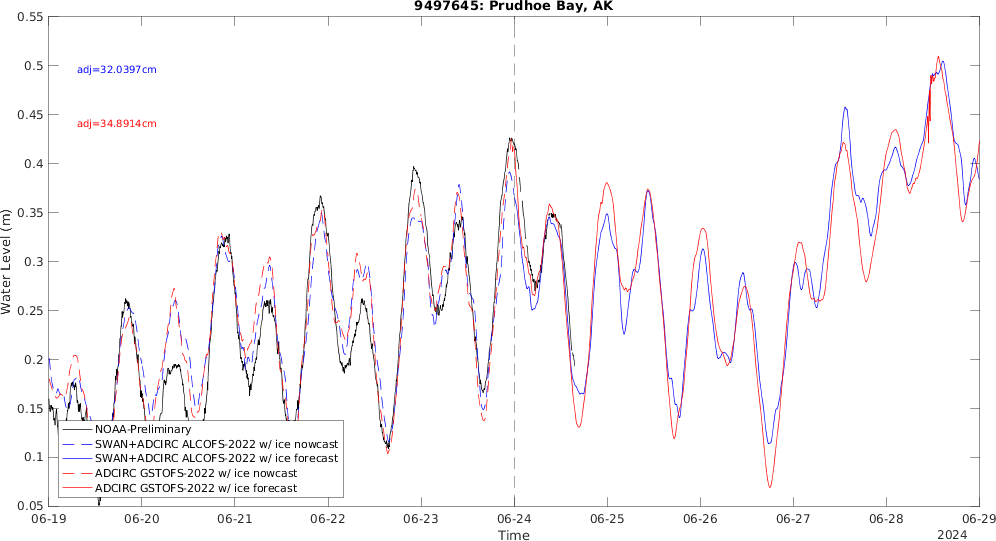 9497645: Prudhoe Bay, AK
adj=32.0397cm
adj=34.8914cm
Water Level (m)
0.55
0.5
0.45
0.4
0.35
0.3
0.25
0.2
0.15
0.1
0.05
NOAA-Preliminary
SWAN+ADCIRC ALCOFS-2022 w/ ice nowcast
SWAN+ADCIRC ALCOFS-2022 w/ ice forecast
ADCIRC GSTOFS-2022 w/ ice nowcast
ADCIRC GSTOFS-2022 w/ ice forecast
06-19 06-20 06-21 06-22 06-23 06-24 06-25 06-26 06-27 06-28 06-29
Time
2024